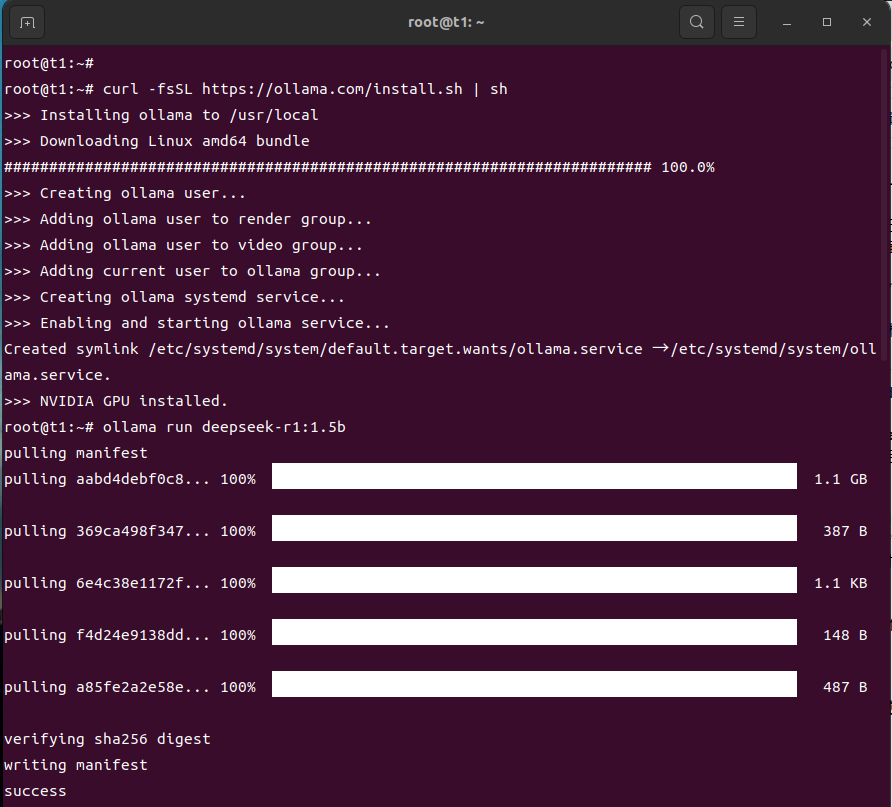 root@t1: ~
root@t1:~#
root@t1:~# curl -fsSL https://ollama.com/install.sh | sh
>>> Installing ollama to /usr/local
>>> Downloading Linux amd64 bundle
######################################################################## 100.0%
>>> Creating ollama user...
>>> Adding ollama user to render group...
>>> Adding ollama user to video group...
>>> Adding current user to ollama group...
>>> Creating ollama systemd service...
>>> Enabling and starting ollama service...
Created symlink /etc/systemd/system/default.target.wants/ollama.service → /etc/systemd/system/oll
ama.service.
>>> NVIDIA GPU installed.
root@t1:~# ollama run deepseek-r1:1.5b
pulling manifest
pulling aabd4debf0c8... 100% 1.1 GB
pulling 369ca498f347... 100% 387 B
pulling 6e4c38e1172f... 100% 1.1 KB
pulling f4d24e9138dd... 100% 148 B
pulling a85fe2a2e58e... 100% 487 B
verifying sha256 digest
writing manifest
success